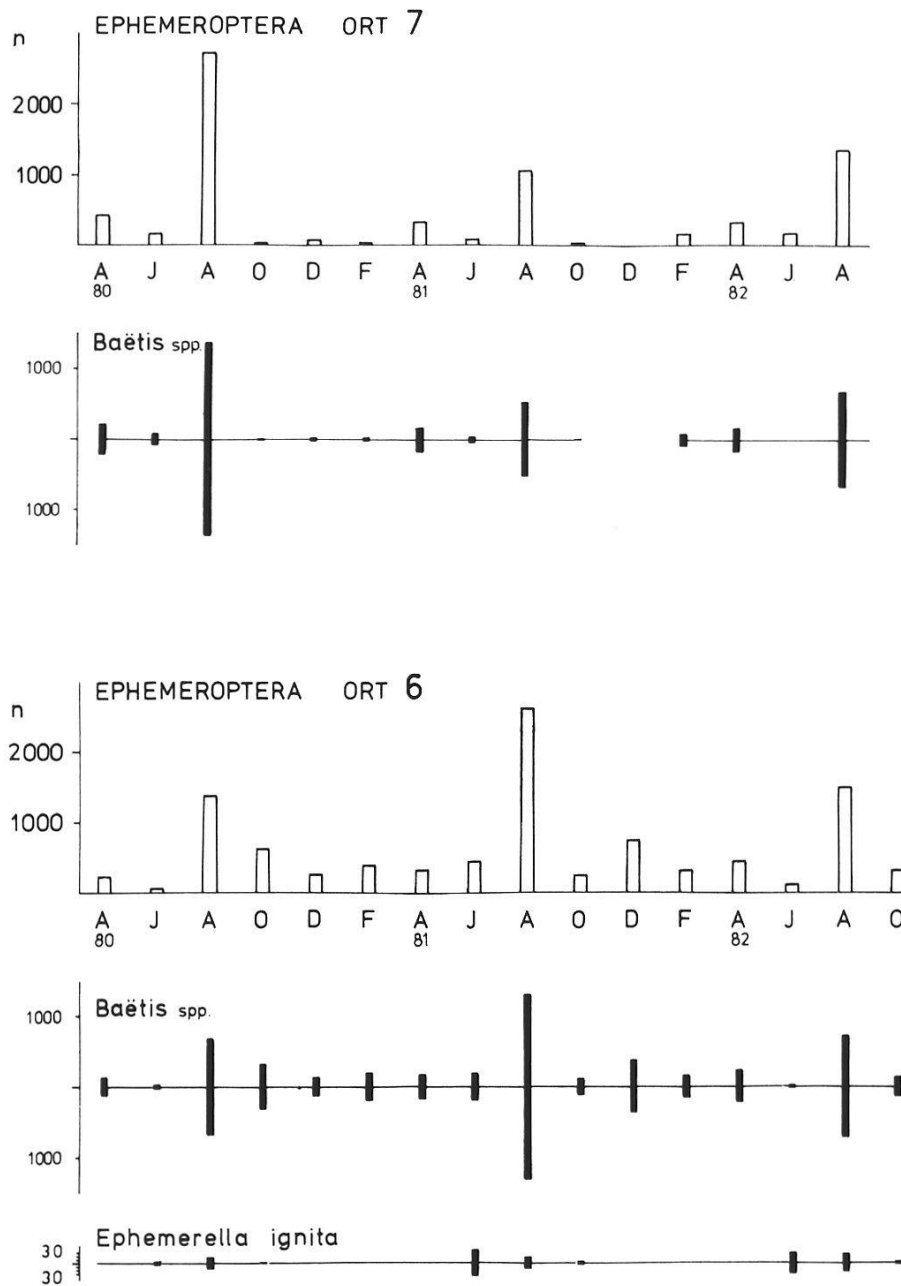 EPHEMEROPTERA ORT 7
n
2000
1000
A J A O D F A J A O D F A J A
80 81 82
Baëtis spp.
1000
1000
EPHEMEROPTERA ORT 6
n
2000
1000
A J A O D F A J A O D F A J A O
80 81 82
Baëtis spp.
1000
1000
Ephemerella ignita
30
30